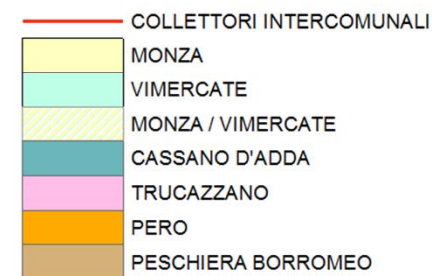 COLLETTORI INTERCOMUNALI
MONZA
VIMERCATE
MONZA / VIMERCATE
CASSANO D'ADDA
TRUCAZZANO
PERO
PESCHIERA BORROMEO